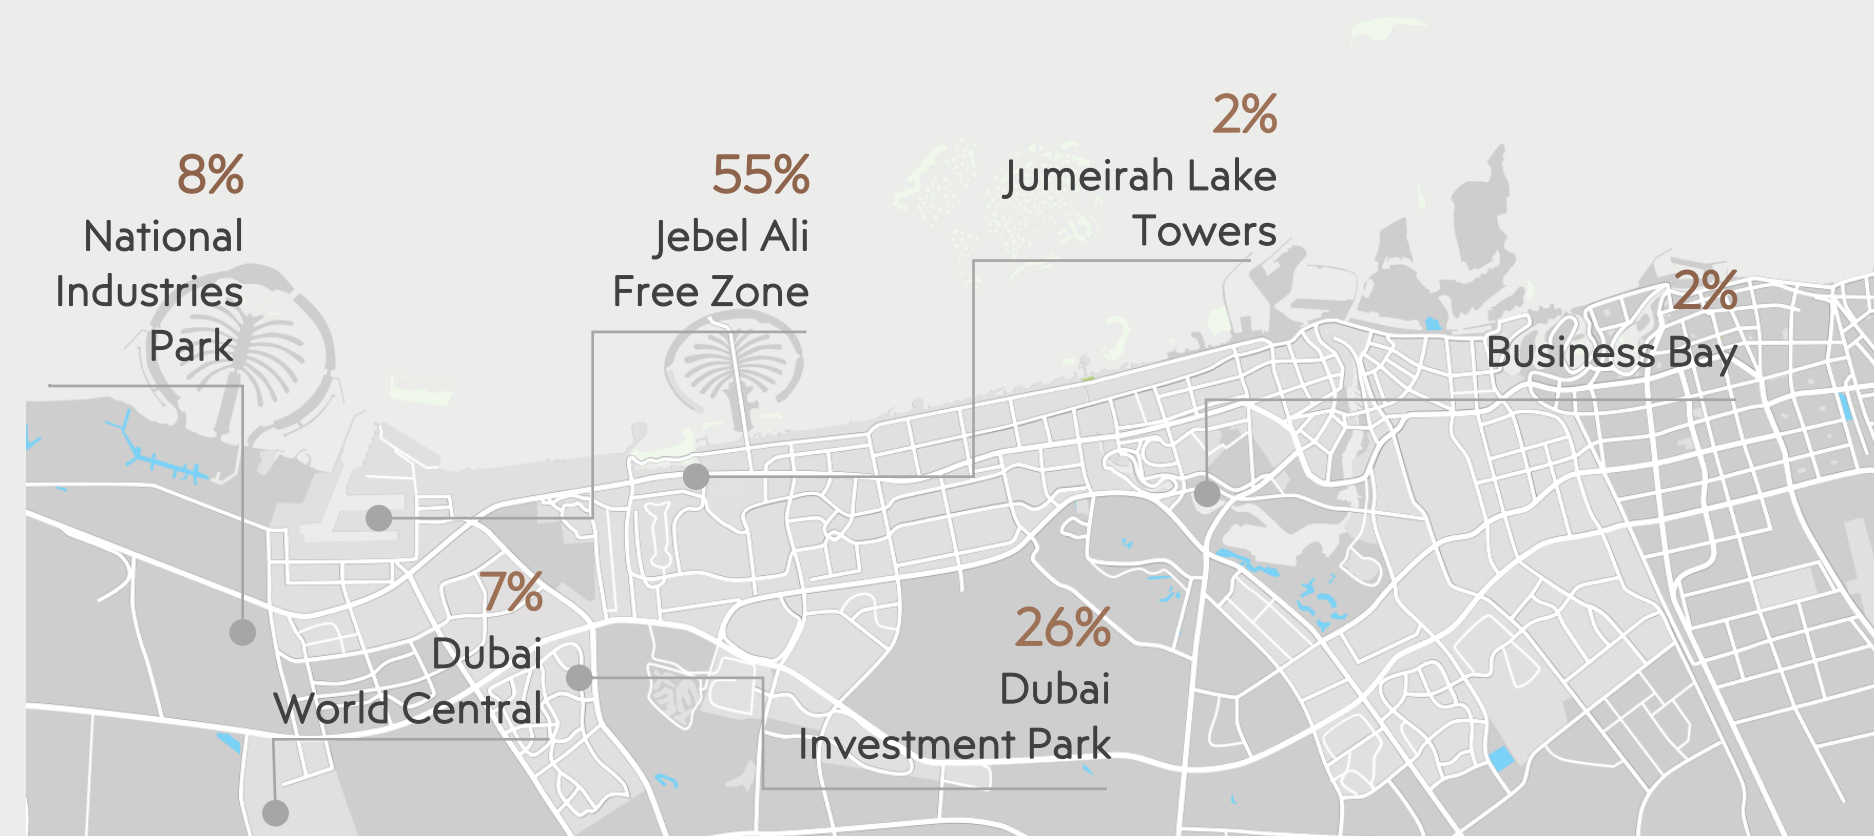 8%
National
Industries
Park
55%
Jebel Ali
Free Zone
2%
Jumeirah Lake
Towers
2%
Business Bay
7%
Dubai
World Central
26%
Dubai
Investment Park